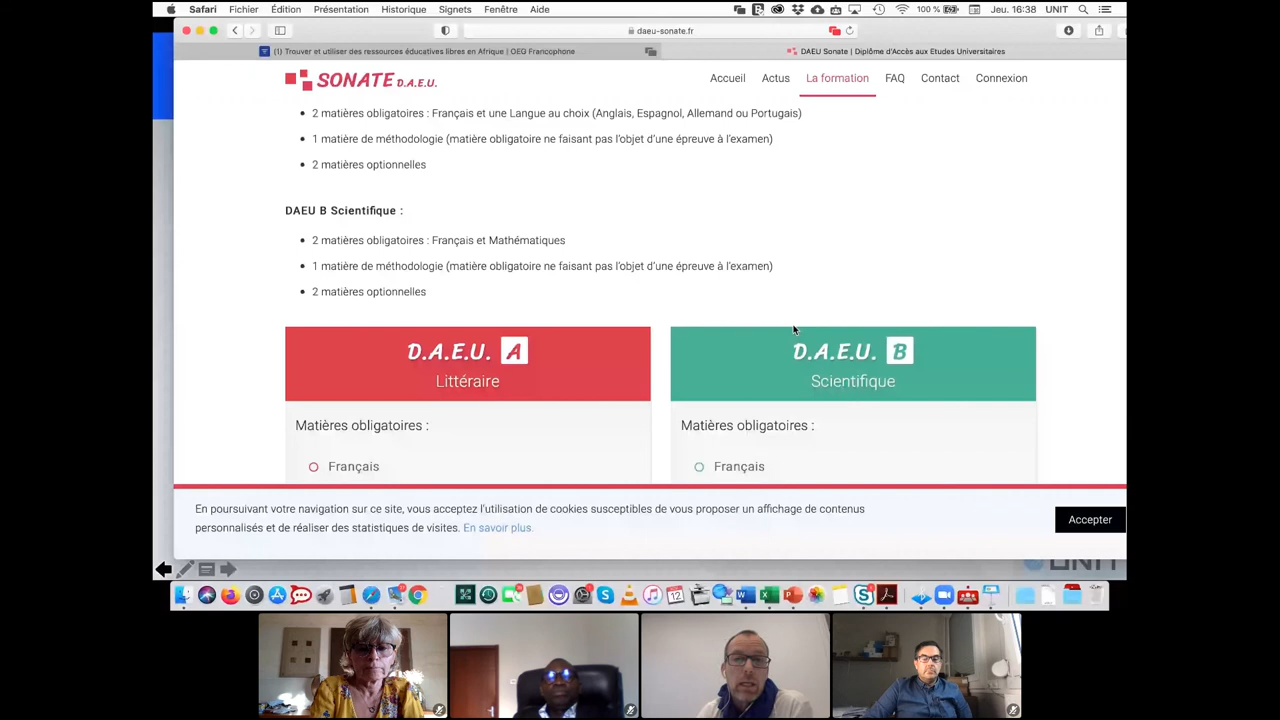 Safari Fichier Édition Présentation Historique Signets Fenêtre Aide 100 % Jeu. 16:38 UNIT
daeu-sonate.fr
(1) Trouver et utiliser des ressources éducatives libres en Afrique | OEG Francophone
DAEU Sonate | Diplôme d'Accès aux Etudes Universitaires
SONATE D.A.E.U.
Accueil Actus La formation FAQ Contact Connexion
2 matières obligatoires : Français et une Langue au choix (Anglais, Espagnol, Allemand ou Portugais)
1 matière de méthodologie (matière obligatoire ne faisant pas l'objet d'une épreuve à l'examen)
2 matières optionnelles
DAEU B Scientifique :
2 matières obligatoires : Français et Mathématiques
1 matière de méthodologie (matière obligatoire ne faisant pas l'objet d'une épreuve à l'examen)
2 matières optionnelles
D.A.E.U. A
Littéraire
D.A.E.U. B
Scientifique
Matières obligatoires :
Français
Matières obligatoires :
Français
En poursuivant votre navigation sur ce site, vous acceptez l'utilisation de cookies susceptibles de vous proposer un affichage de contenus
personnalisés et de réaliser des statistiques de visites. En savoir plus.
Accepter
UNIT